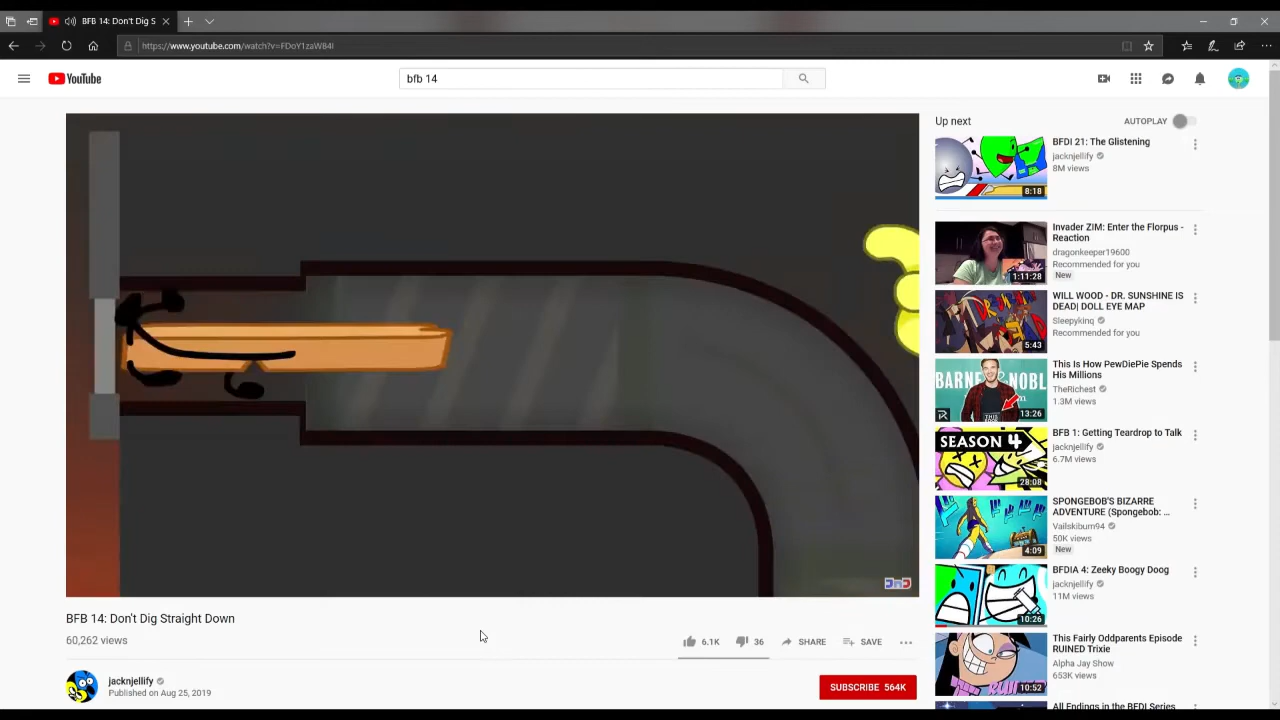 BFB 14: Don't Dig S
https://www.youtube.com/watch?v=FDoY1zaW84I
YouTube
bfb 14
Up next
AUTOPLAY
BFDI 21: The Glistening
jacknjellify
8M views
8:18
Invader ZIM: Enter the Florpus -
Reaction
dragonkeeper19600
Recommended for you
New
1:11:28
WILL WOOD - DR. SUNSHINE IS
DEAD| DOLL EYE MAP
Sleepykinq
Recommended for you
5:43
This Is How PewDiePie Spends
His Millions
TheRichest
1.3M views
BARNE NOBL
THIS
13:26
BFB 1: Getting Teardrop to Talk
jacknjellify
6.7M views
SEASON 4
28:08
SPONGEBOB'S BIZARRE
ADVENTURE (Spongebob: ...
Vailskibum94
50K views
New
4:09
BFDIA 4: Zeeky Boogy Doog
jacknjellify
11M views
10:26
This Fairly Oddparents Episode
RUINED Trixie
Alpha Jay Show
653K views
10:52
All Endings in the BFDI Series
BFB 14: Don't Dig Straight Down
60,262 views
6.1K
36
SHARE
SAVE
jacknjellify
Published on Aug 25, 2019
SUBSCRIBE 564K